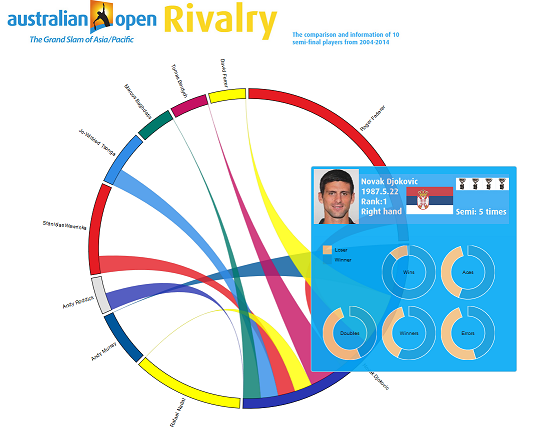 australian open
The Grand Slam of Asia/Pacific
Rivalry
The comparison and information of 10
semi-final players from 2004-2014
David Ferrer
Tomas Berdych
Marcos Baghdatis
Jo-Wilfried Tsonga
Stan Wawrinka
Andy Roddick
Andy Murray
Rafael Nadal
Roger Federer
Djokovic
Novak Djokovic
1987.5.22
Rank:1
Right hand
Semi: 5 times
Loser
Winner
Wins
Aces
Doubles
Winners
Errors